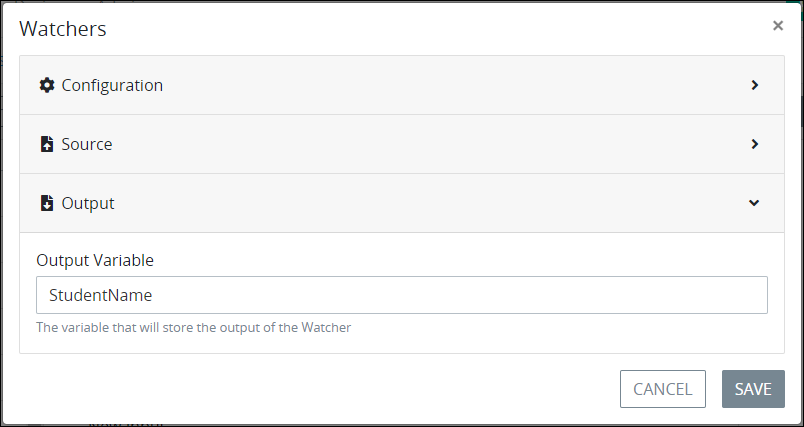 Watchers
×
Configuration
Source
Output
Output Variable
StudentName
The variable that will store the output of the Watcher
CANCEL
SAVE